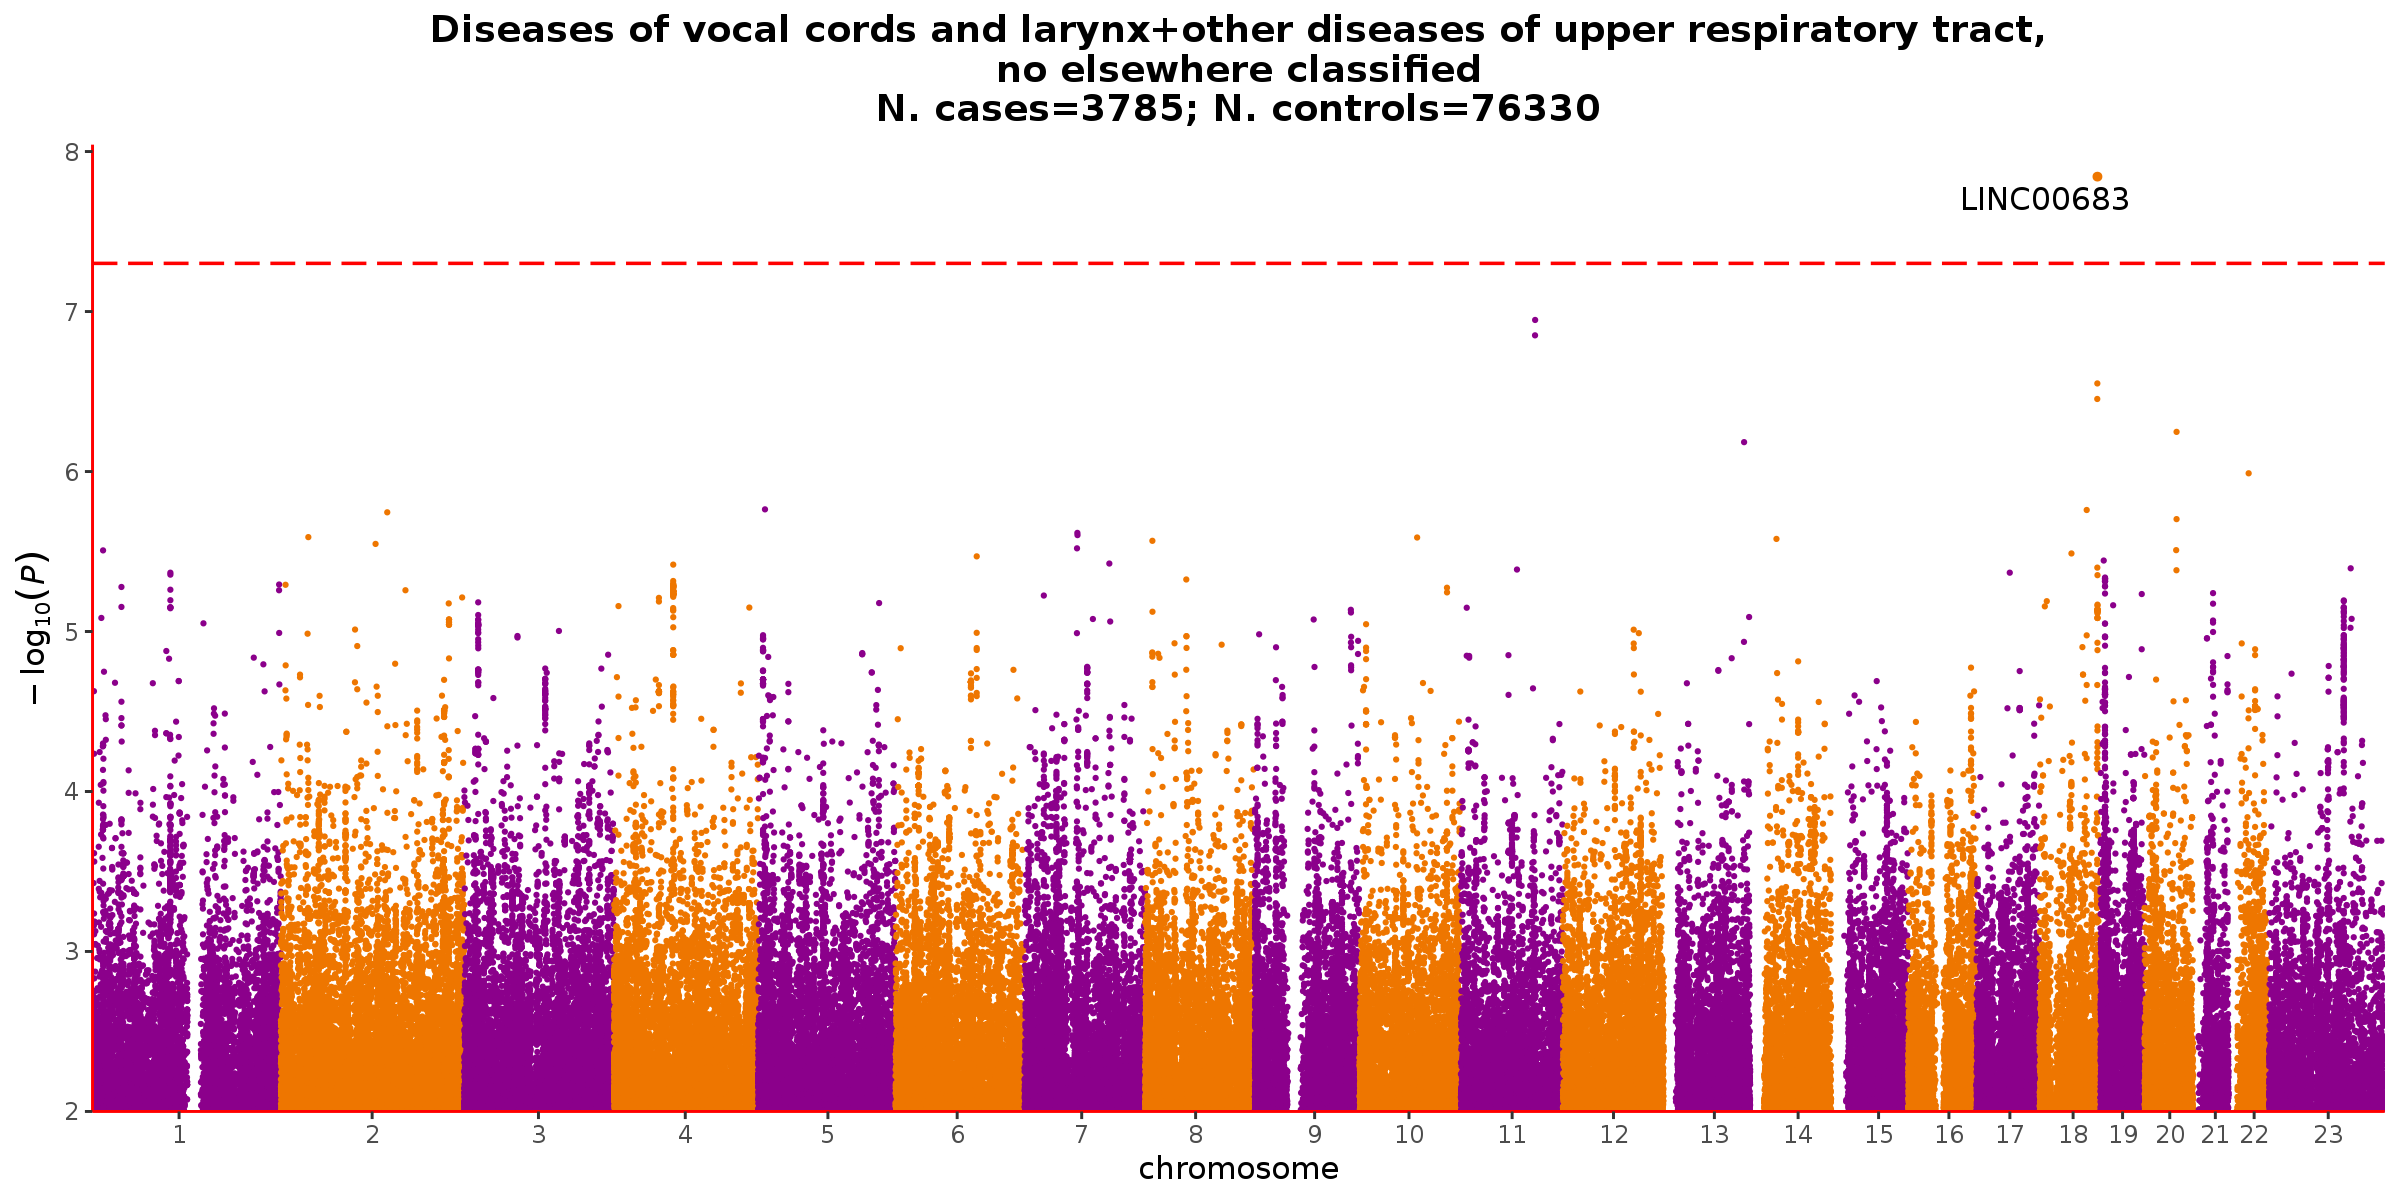 Diseases of vocal cords and larynx+other diseases of upper respiratory tract,
no elsewhere classified
N. cases=3785; N. controls=76330
8
LINC00683
7
6
5
4
3
2
−log10(P)
1 2 3 4 5 6 7 8 9 10 11 12 13 14 15 16 17 18 19 20 21 22 23
chromosome